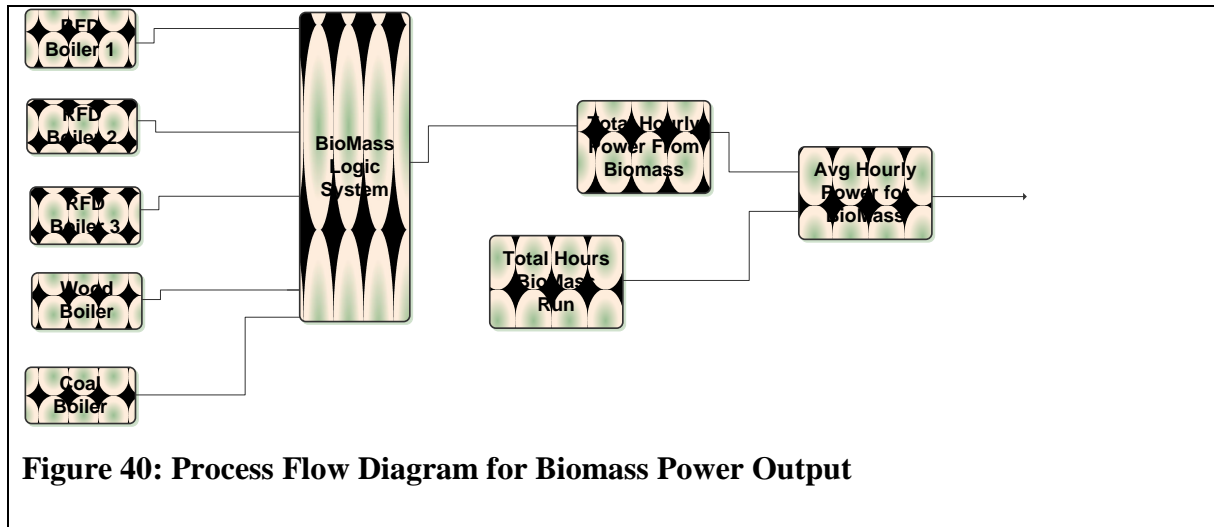 RFD
Boiler 1
RFD
Boiler 2
RFD
Boiler 3
Wood
Boiler
Coal
Boiler
BioMass
Logic
System
Total Hourly
Power From
Biomass
Total Hours
BioMass
Run
Avg Hourly
Power for
BioMass
Figure 40: Process Flow Diagram for Biomass Power Output